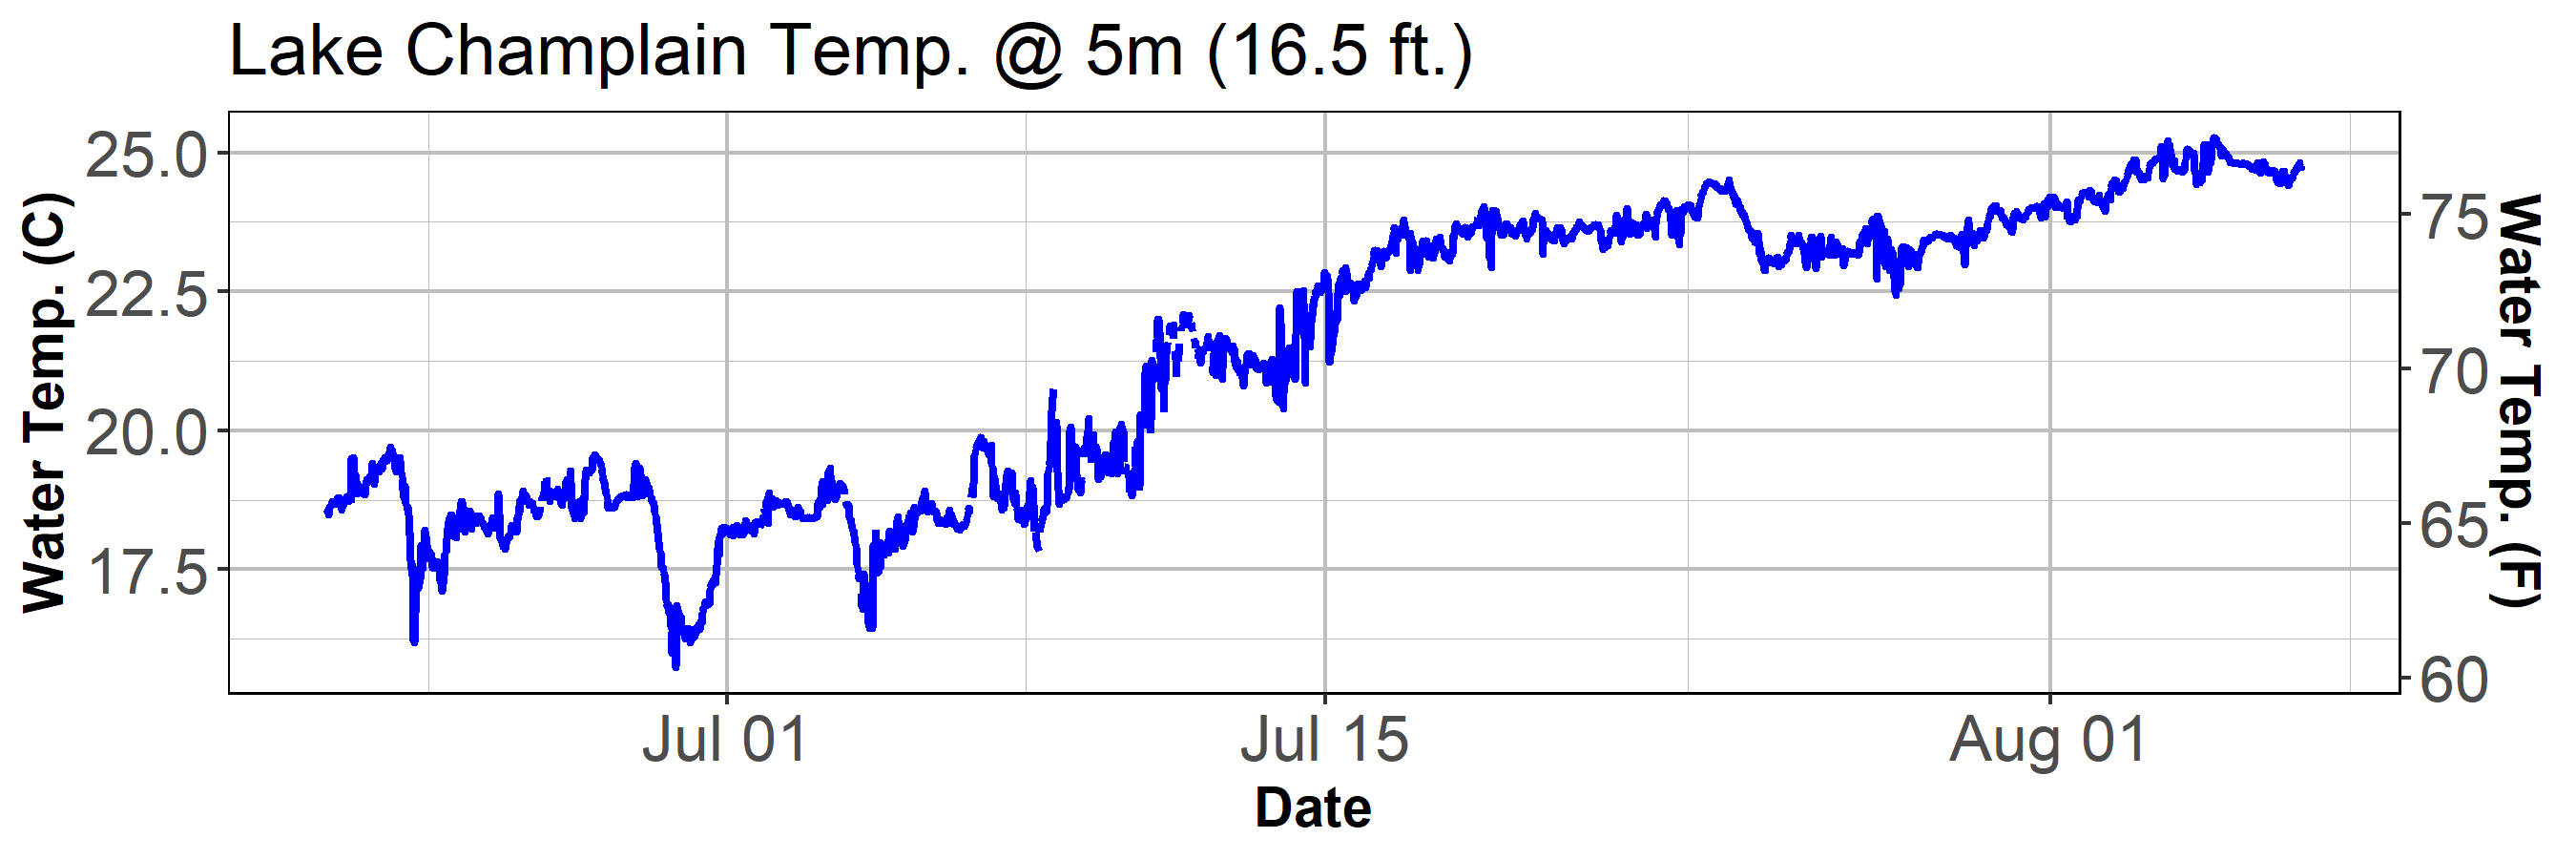 Lake Champlain Temp. @ 5m (16.5 ft.)
Water Temp. (C)
25.0
22.5
20.0
17.5
75
70
65
60
Water Temp. (F)
Jul 01
Jul 15
Aug 01
Date